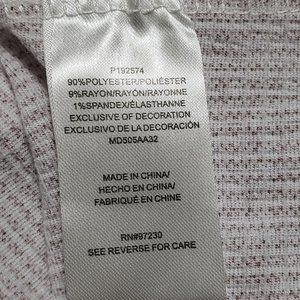 P192574
90%POLYESTER/POLIÉSTER
9%RAYON/RAYÓN/RAYONNE
1%SPANDEX/ÉLASTHANNE
EXCLUSIVE OF DECORATION
EXCLUSIVO DE LA DECORACIÓN
MD505AA32
MADE IN CHINA/
HECHO EN CHINA/
FABRIQUÉ EN CHINE
RN#97230
SEE REVERSE FOR CARE